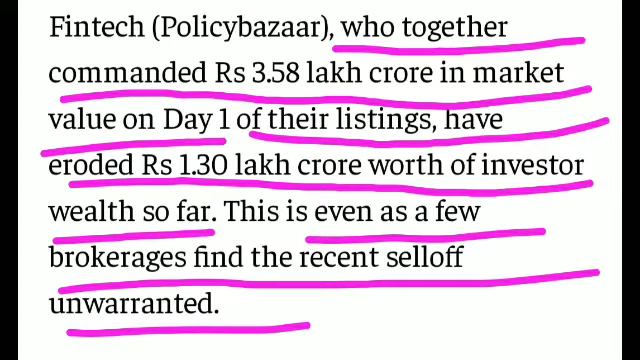 Fintech (Policybazaar), who together
commanded Rs 3.58 lakh crore in market
value on Day 1 of their listings, have
eroded Rs 1.30 lakh crore worth of investor
wealth so far. This is even as a few
brokerages find the recent selloff
unwarranted.